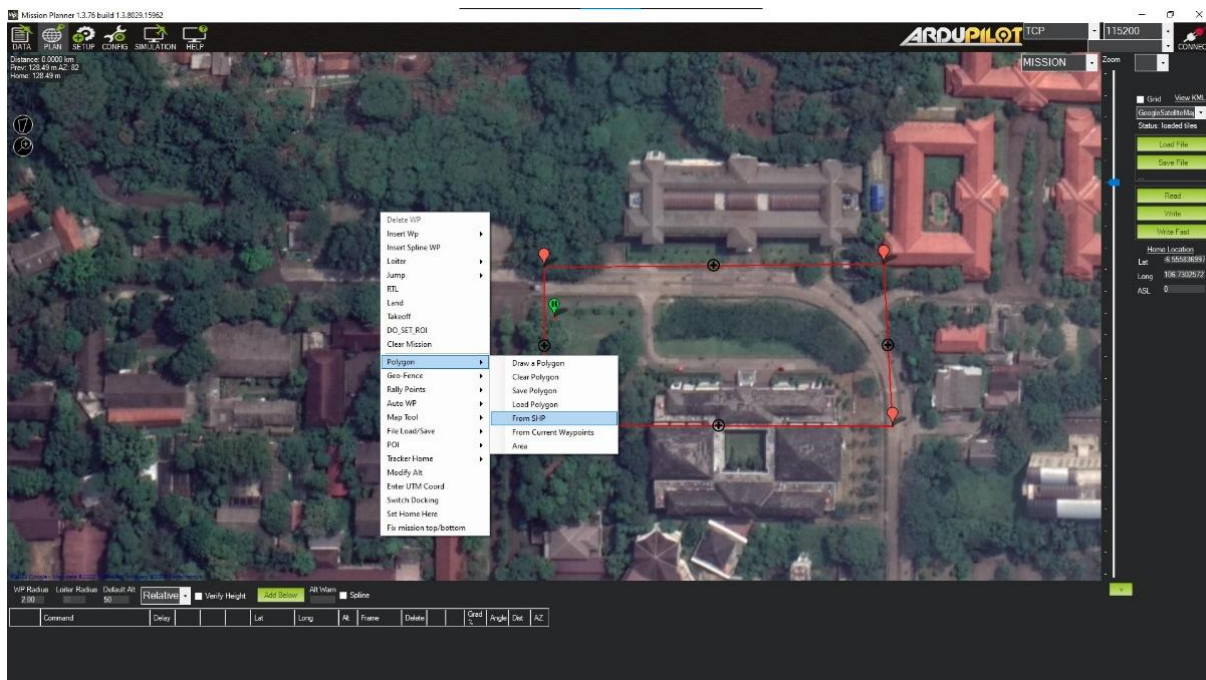 Mission Planner 1.3.76 build 1.3.8029.15962
DATA PLAN SETUP CONFIG SIMULATION HELP
ARDUPILOT
TCP
115200
CONNEC
Distance: 0.0000 km
Prev: 128.49 m AZ: 82
Home: 128.49 m
MISSION
Zoom
Grid View KML
GoogleSatelliteMap
Status: loaded tiles
Load File
Save File
...
Read
Write
Write Fast
Home Location
Lat -6.555836997
Long 106.7302572
ASL 0
Delete WP
Insert Wp
Insert Spline WP
Loiter
Jump
RTL
Land
Takeoff
DO_SET_ROI
Clear Mission
Polygon
Geo-Fence
Rally Points
Auto WP
Map Tool
File Load/Save
POI
Tracker Home
Modify Alt
Enter UTM Coord
Switch Docking
Set Home Here
Fix mission top/bottom
Draw a Polygon
Clear Polygon
Save Polygon
Load Polygon
From SHP
From Current Waypoints
Area
H
WP Radius Loiter Radius Default Alt
2.00 50
Relative
Verify Height
Add Below
Alt Warn
Spline
Command Delay Lat Long Alt Frame Delete Grad % Angle Dist AZ